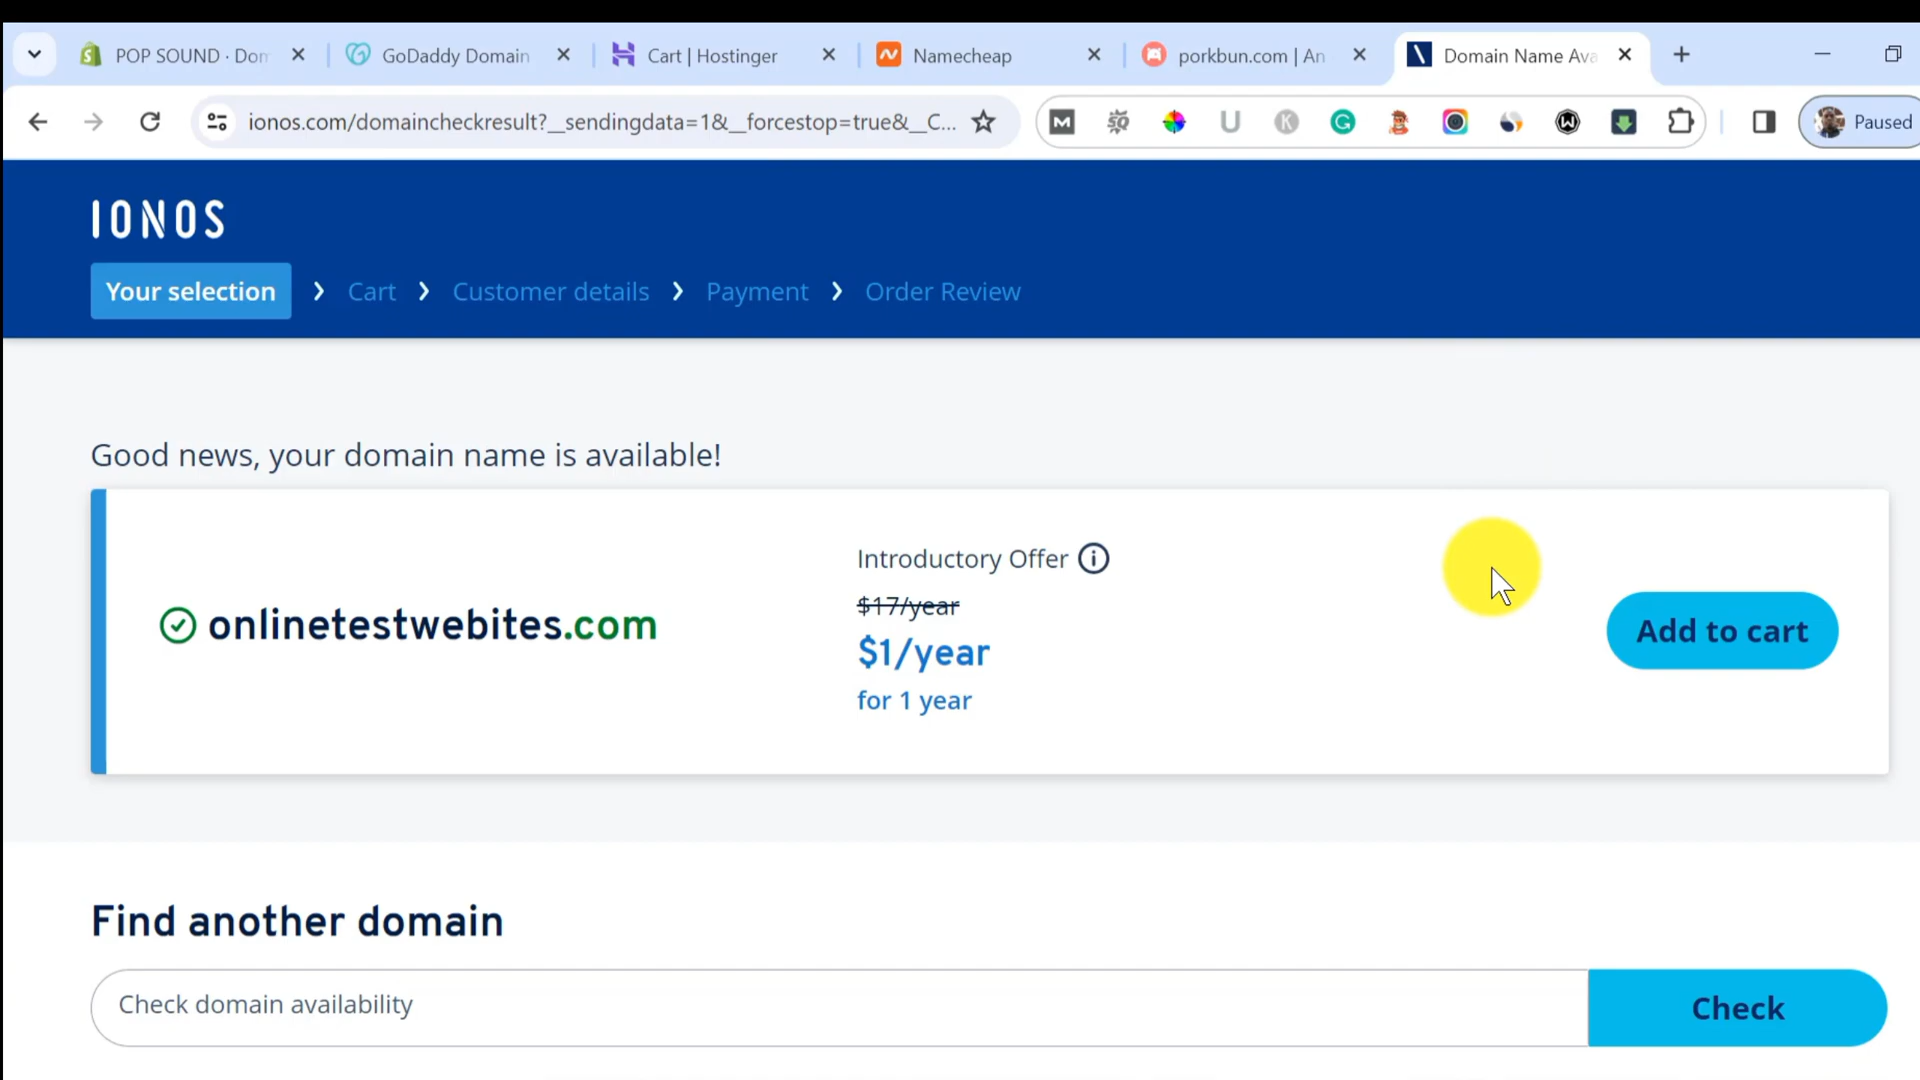 POP SOUND · Dom
GoDaddy Domain
Cart | Hostinger
Namecheap
porkbun.com | An
Domain Name Ava
ionos.com/domaincheckresult?__sendingdata=1&__forcestop=true&__C...
Paused
IONOS
Your selection
Cart
Customer details
Payment
Order Review
Good news, your domain name is available!
Introductory Offer
$17/year
onlinetestwebites.com
$1/year
for 1 year
Add to cart
Find another domain
Check domain availability
Check